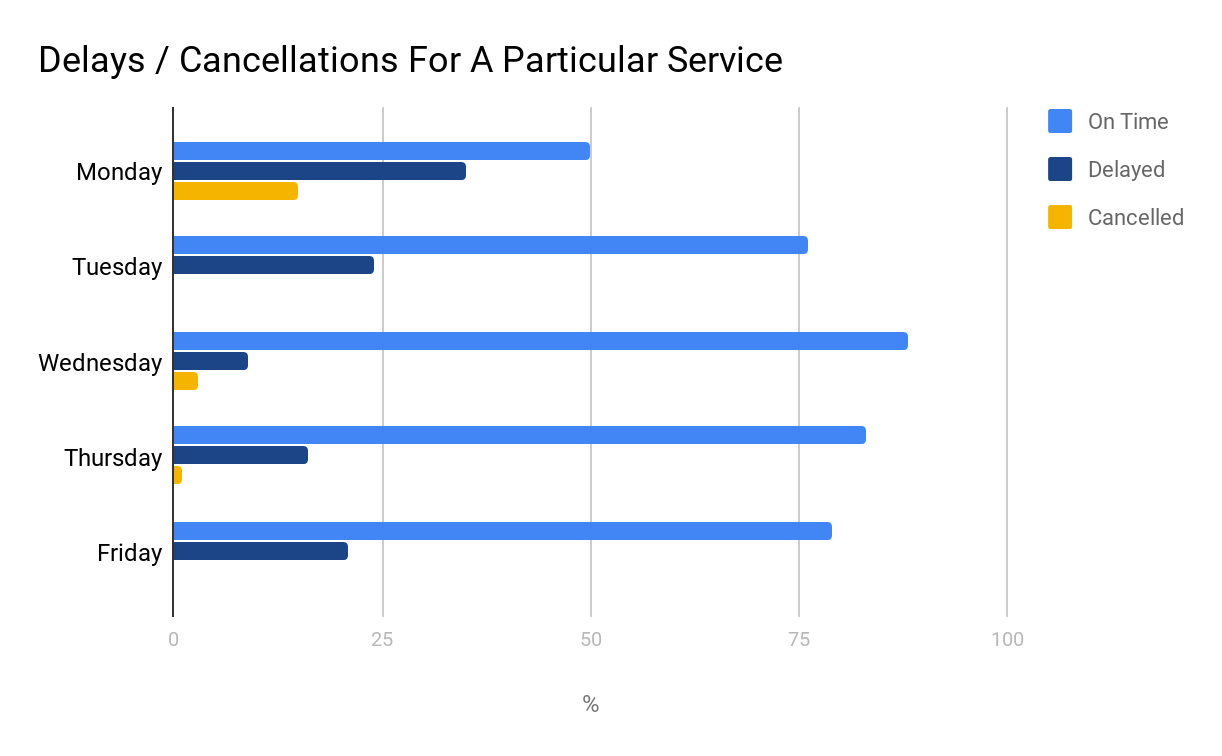 Delays / Cancellations For A Particular Service
On Time
Delayed
Cancelled
Monday
Tuesday
Wednesday
Thursday
Friday
0 25 50 75 100
%